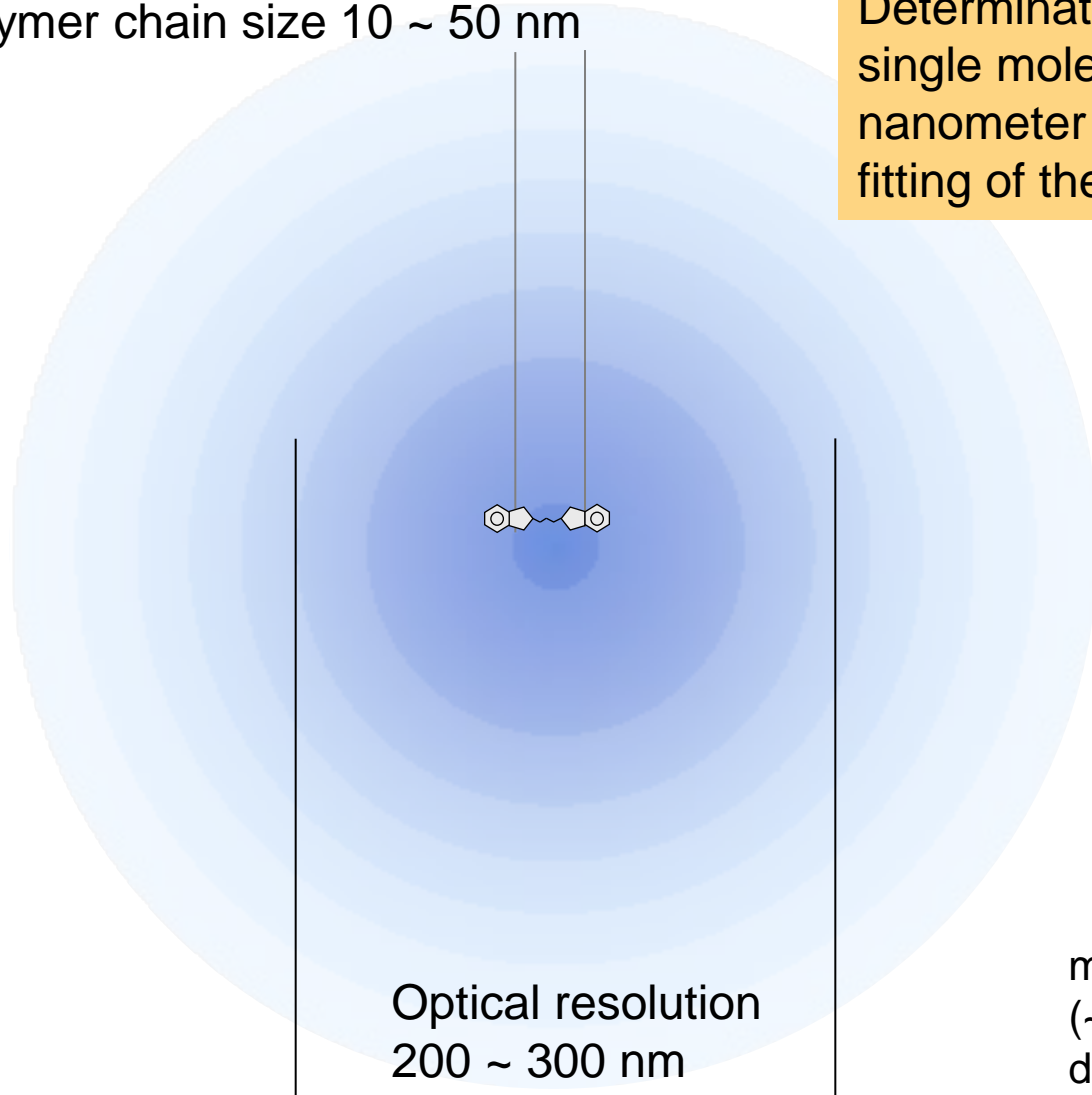 ymer chain size 10 ~ 50 nm
Determinat
single mole
nanometer
fitting of the
Optical resolution
200 ~ 300 nm
m
(~
d